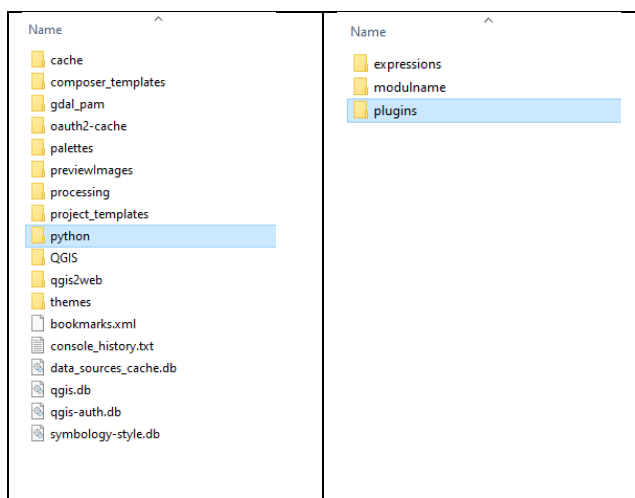 Name
cache
composer_templates
gdal_pam
oauth2-cache
palettes
previewImages
processing
project_templates
python
QGIS
qgis2web
themes
bookmarks.xml
console_history.txt
data_sources_cache.db
qgis.db
qgis-auth.db
symbology-style.db
Name
expressions
modulname
plugins